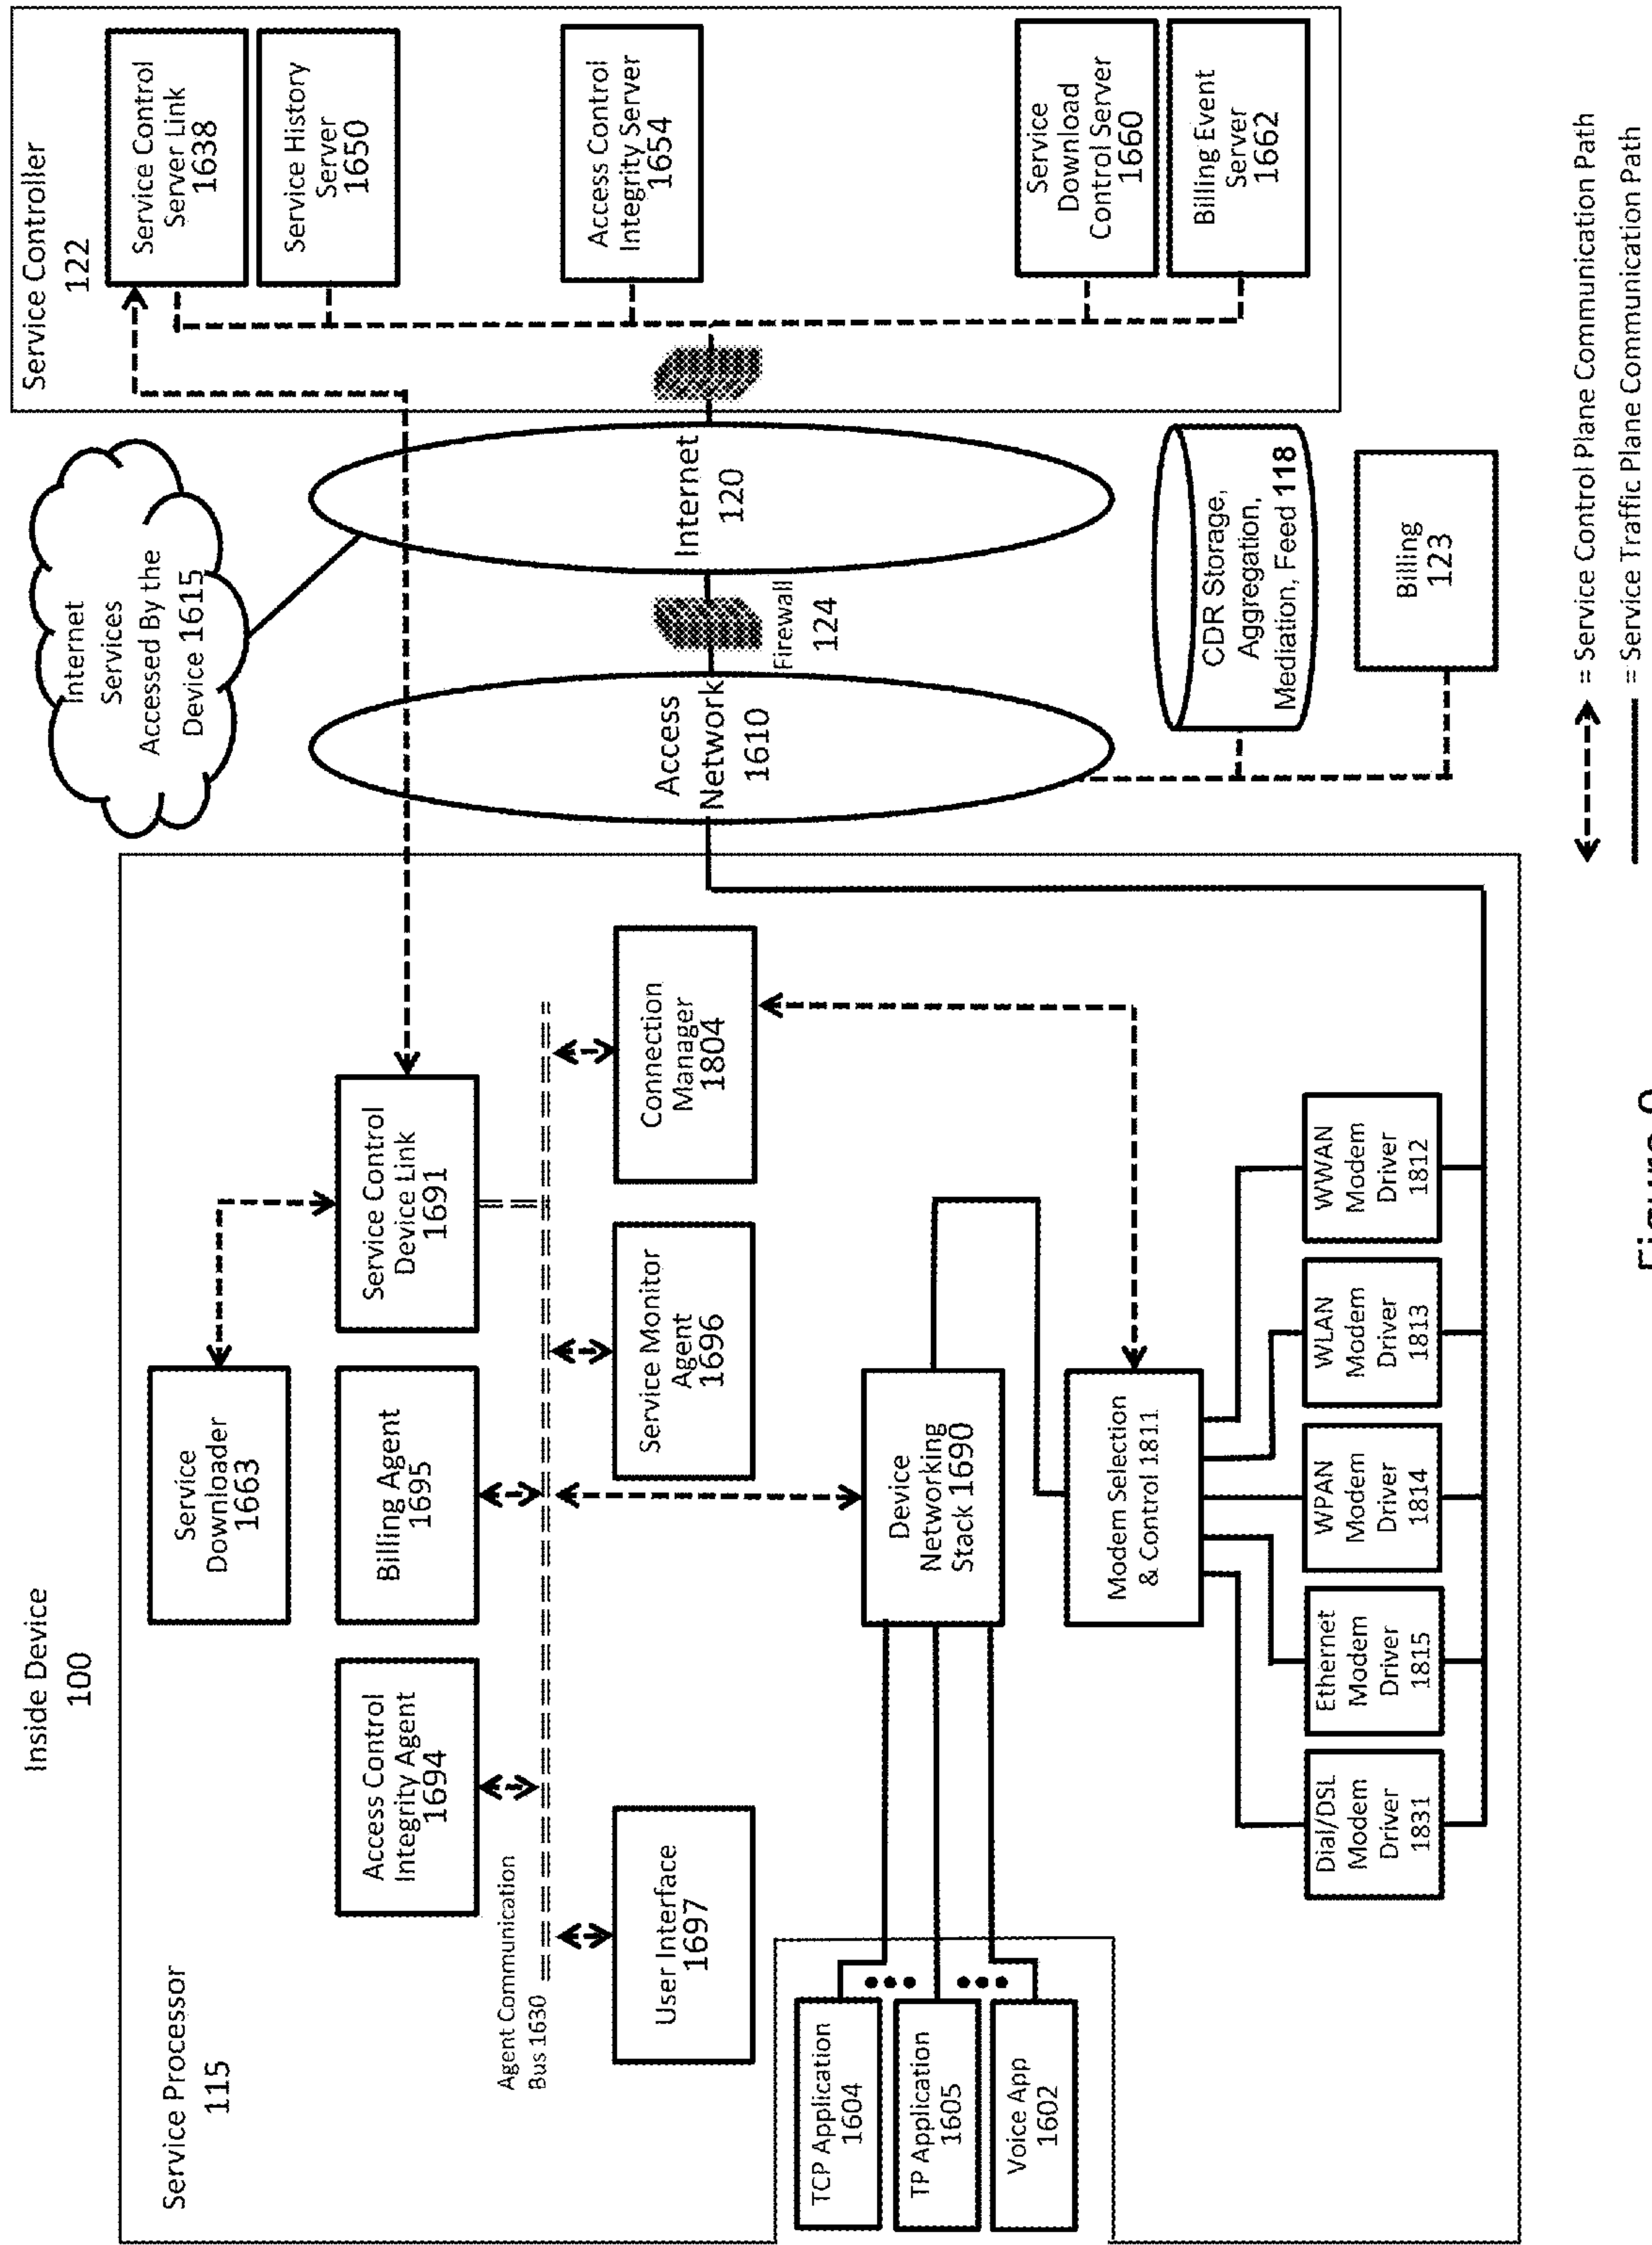 Inside Device
100
Service Processor
115
Service
Downloader
1663
Access Control
Integrity Agent
1694
Billing Agent
1695
Service Control
Device Link
1691
Agent Communication
Bus 1630
User Interface
1697
Service Monitor
Agent
1696
Connection
Manager
1804
TCP Application
1604
TP Application
1605
Voice App
1602
Device
Networking
Stack 1690
Modem Selection
& Control 1811
Dial/DSL
Modem
Driver
1831
Ethernet
Modem
Driver
1815
WPAN
Modem
Driver
1814
WLAN
Modem
Driver
1813
WWAN
Modem
Driver
1812
Internet
Services
Accessed By the
Device 1615
Access
Network
1610
Firewall
124
Internet
120
CDR Storage,
Aggregation,
Mediation, Feed 118
Billing
123
Service Controller
122
Service Control
Server Link
1638
Service History
Server
1650
Access Control
Integrity Server
1654
Service
Download
Control Server
1660
Billing Event
Server
1662
= Service Control Plane Communication Path
= Service Traffic Plane Communication Path